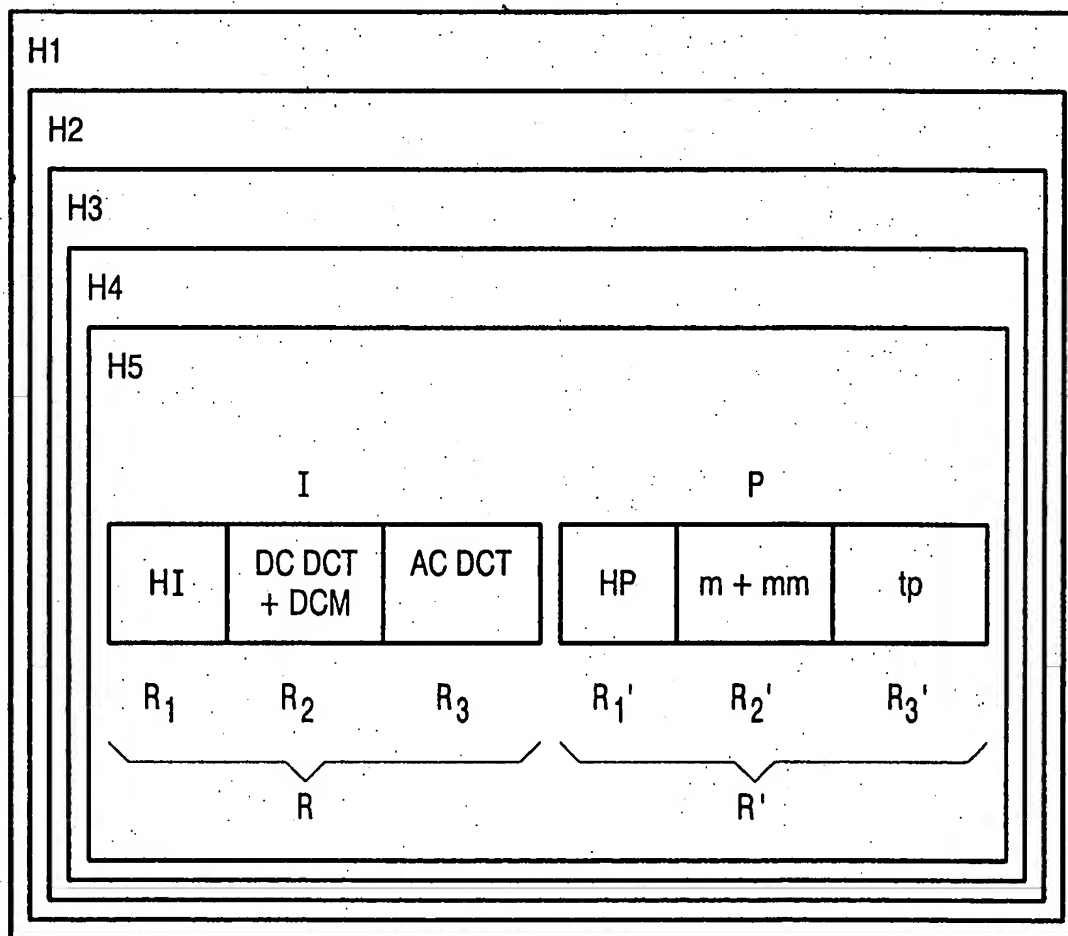 H1
H2
H3
H4
H5
I P
HI DC DCT + DCM AC DCT HP m + mm tp
R1 R2 R3 R1' R2' R3'
R R'